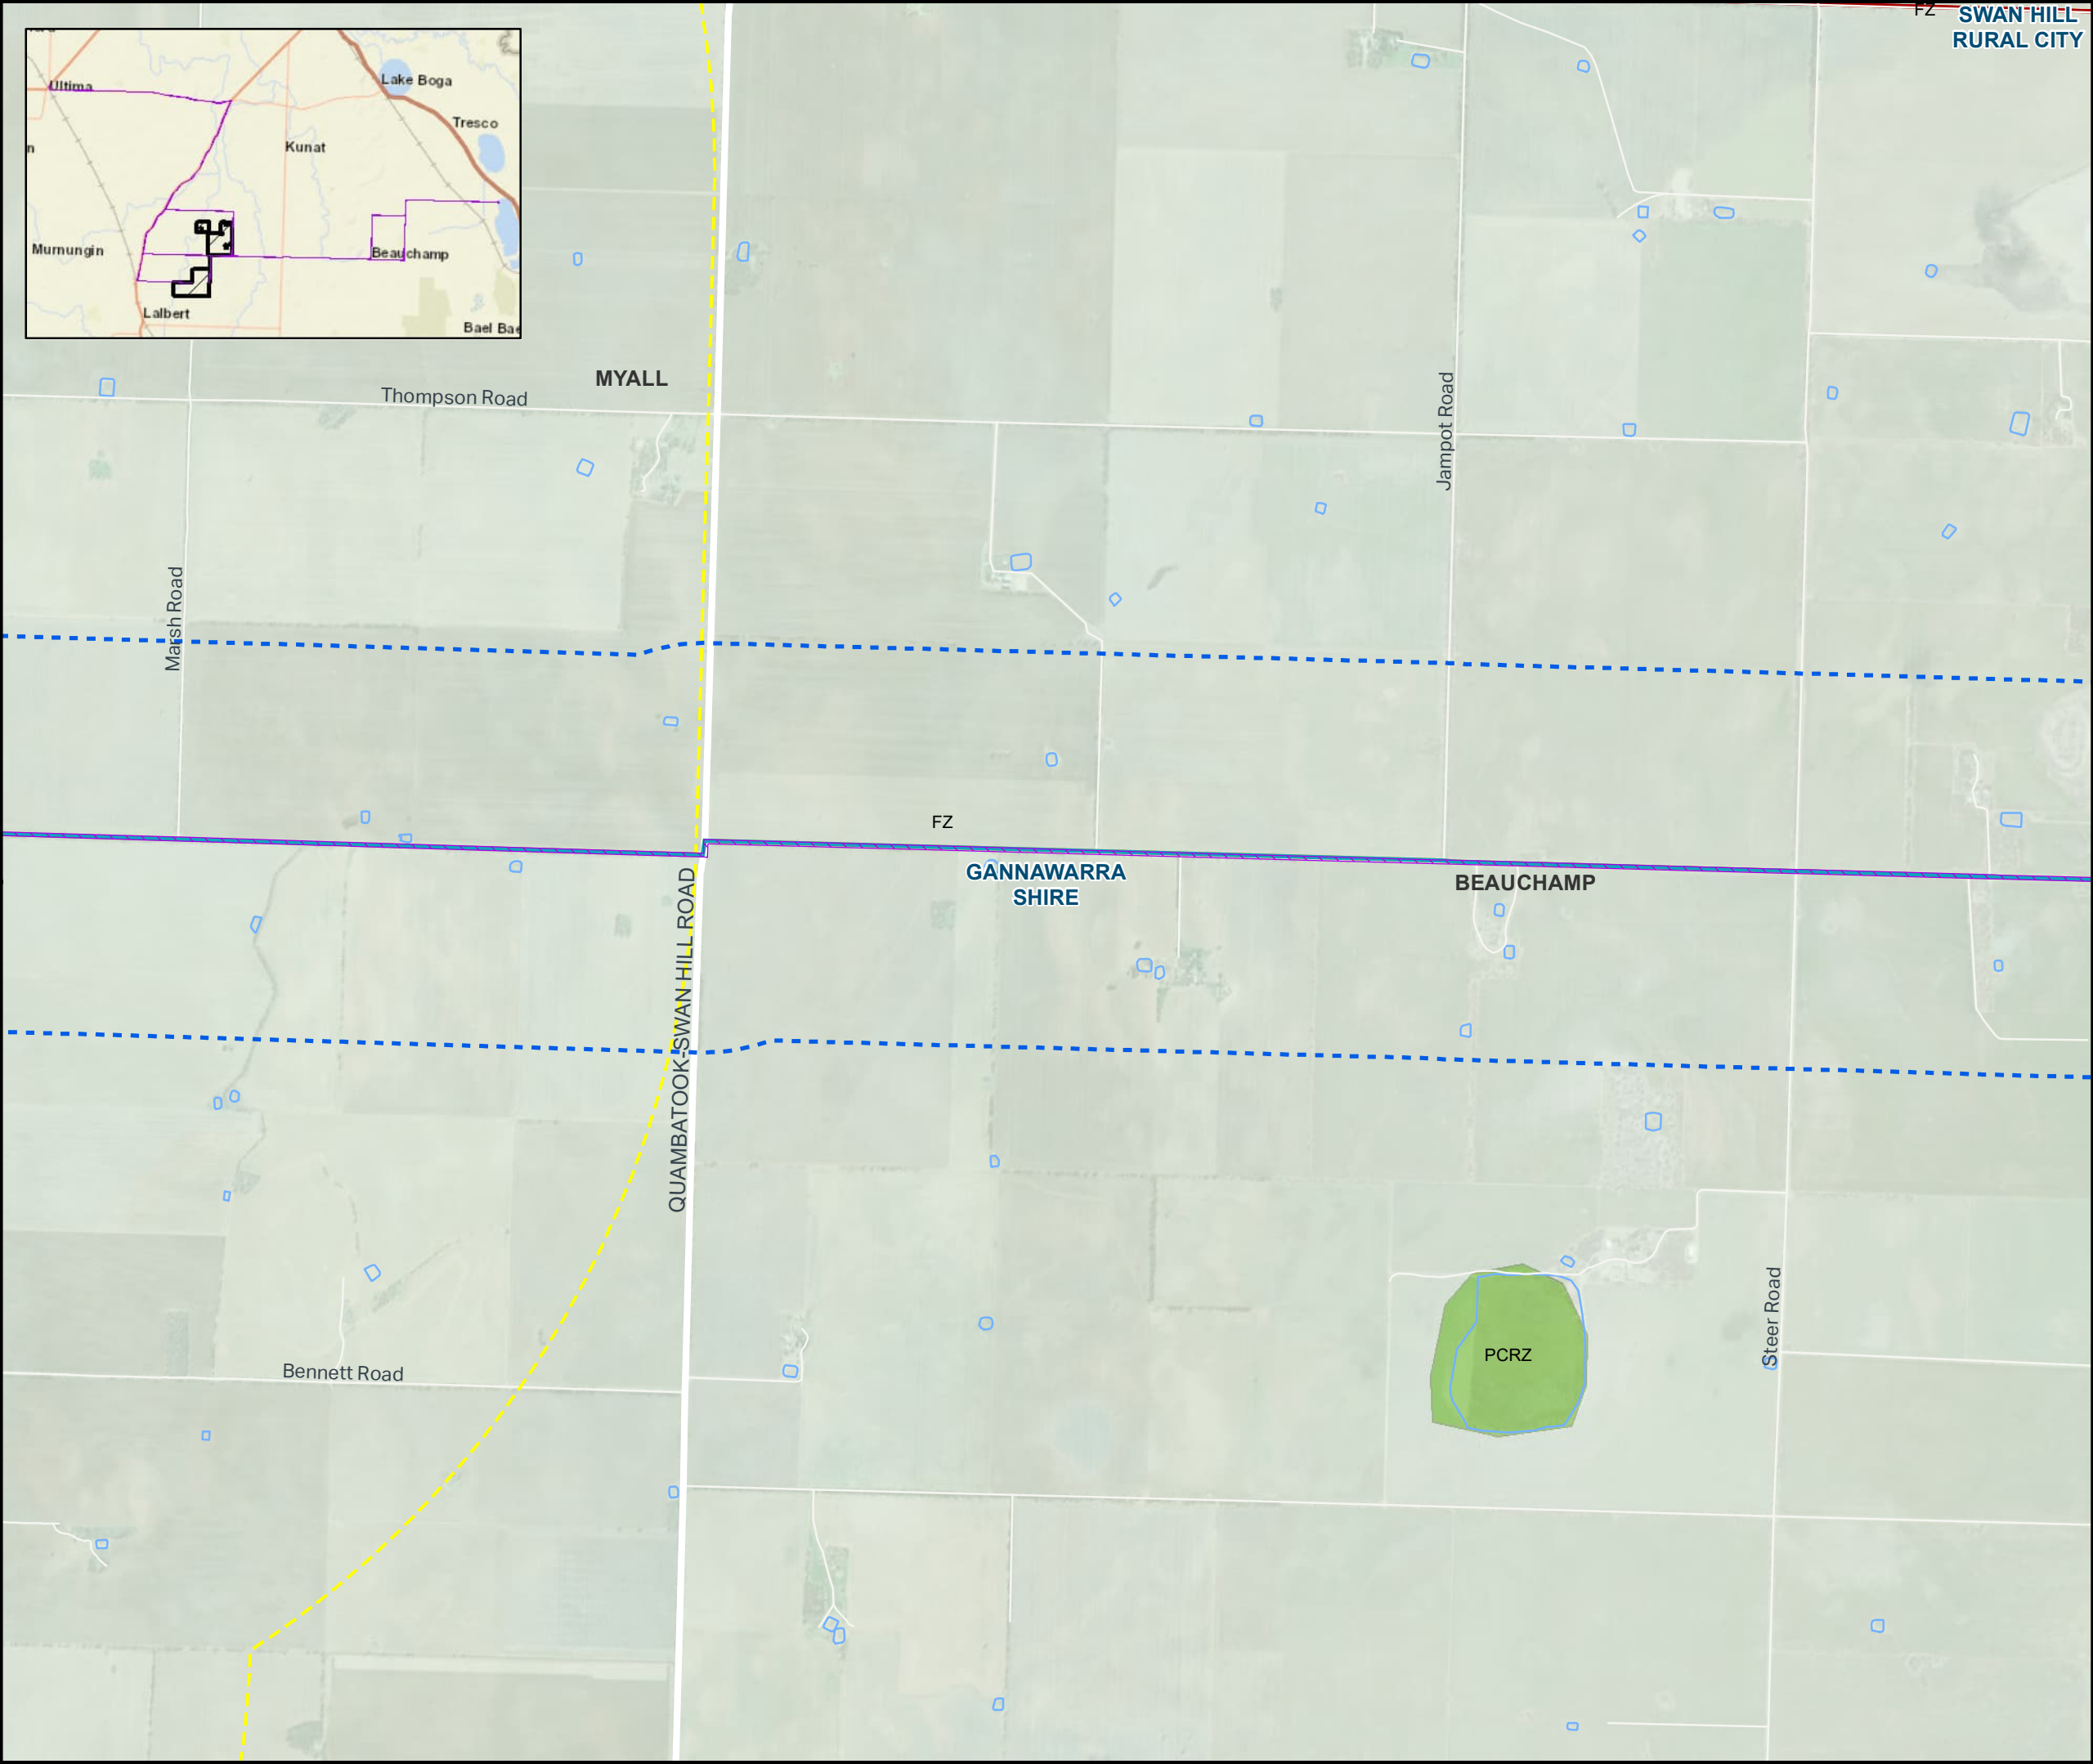 FZ
SWAN HILL
RURAL CITY
Ultima
Lake Boga
Tresco
Kunat
n
Murnungin
Beauchamp
Lalbert
Bael Bae
MYALL
Thompson Road
Jampot Road
Marsh Road
FZ
GANNAWARRA
SHIRE
BEAUCHAMP
QUAMBATOOK-SWAN HILL ROAD
Steer Road
PCRZ
Bennett Road